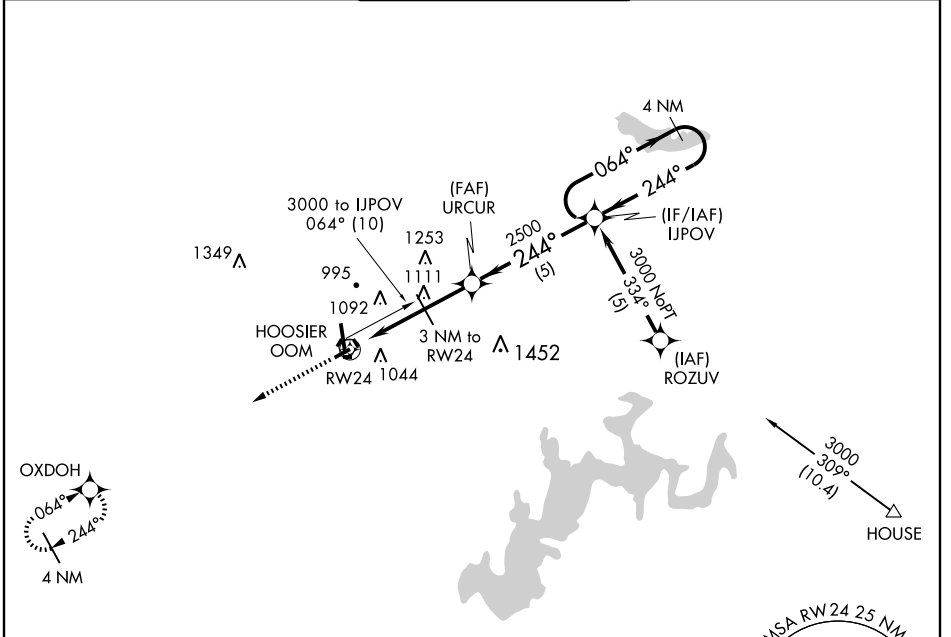 4 NM
064°
244°
(FAF)
URCUR
3000 to IJPOV
064° (10)
(IF/IAF)
IJPOV
2500
244°
(5)
1253
1349
995
1111
3000 NoPT
334°
(5)
1092
HOOSIER
OOM
3 NM to
RW24
1452
RW24
1044
(IAF)
ROZUV
3000
309°
(10.4)
OXDOH
064°
244°
HOUSE
4 NM
MSA RW24 25 NM